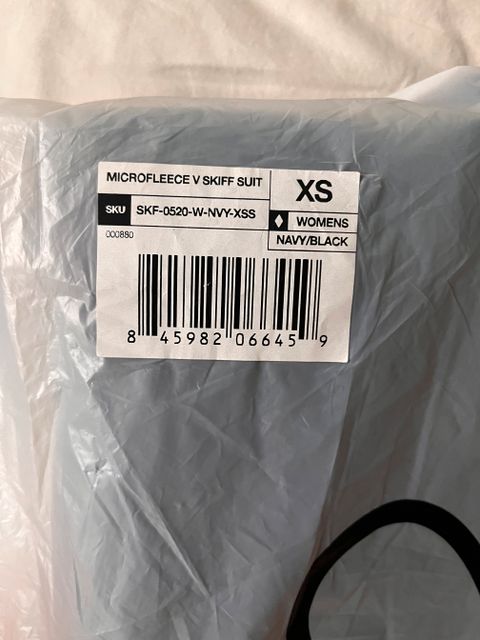 MICROFLEECE V SKIFF SUIT
XS
SKU SKF-0520-W-NVY-XSS
WOMENS
000880
NAVY/BLACK
8 45982 06645 9